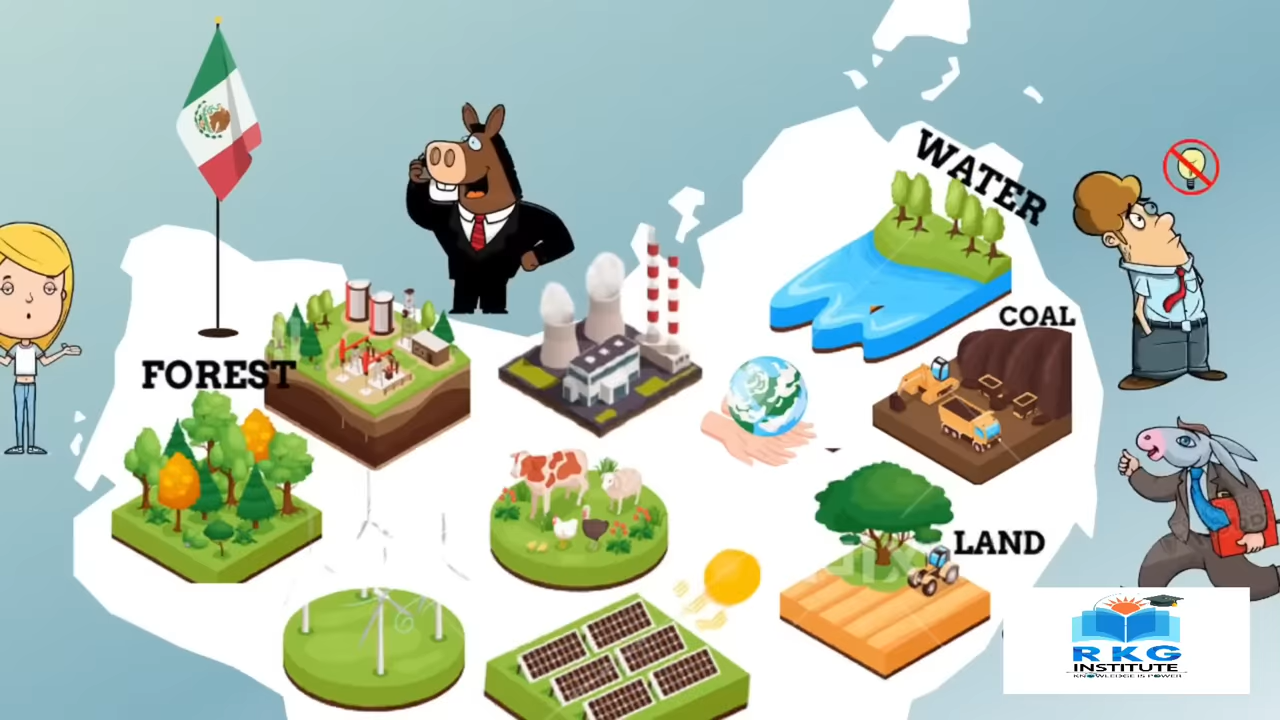 WATER
COAL
FOREST
LAND
RKG
INSTITUTE
KNOWLEDGE IS POWER